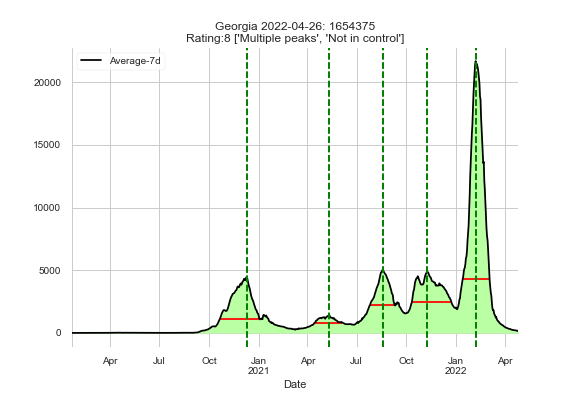 Georgia 2022-04-26: 1654375
Rating:8 ['Multiple peaks', 'Not in control']
Average-7d
20000
15000
10000
5000
0
Apr Jul Oct Jan Apr Jul Oct Jan Apr
2021 2022
Date